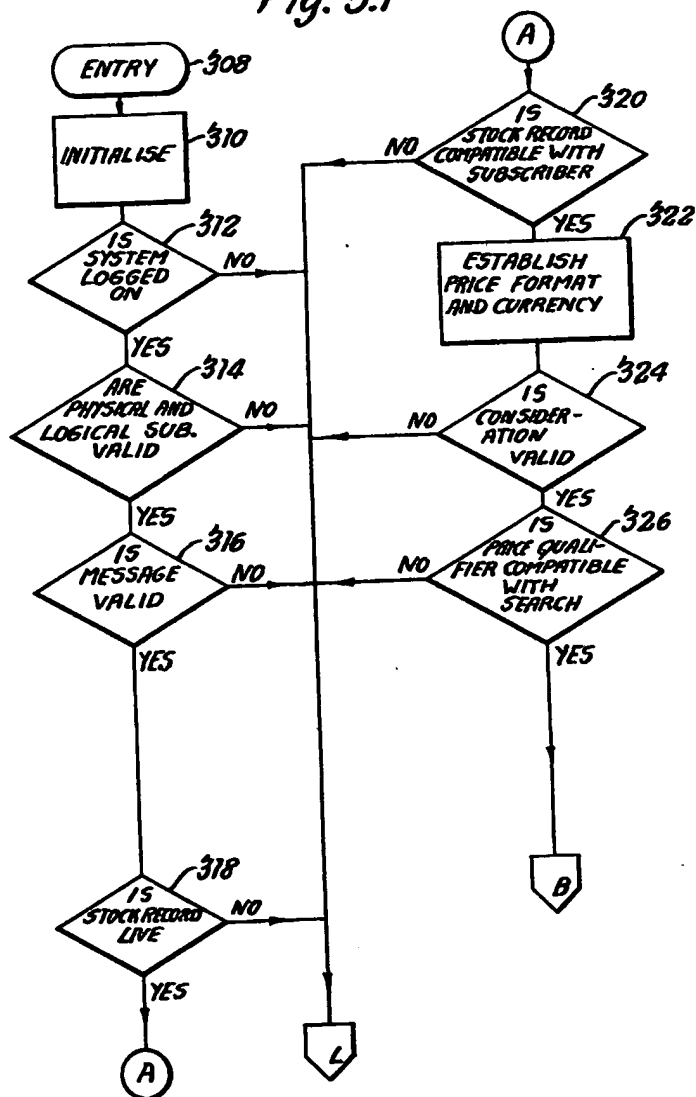 Fig. 3.1
ENTRY
308
INITIALISE
310
IS
SYSTEM
LOGGED
ON
312
NO
YES
ARE
PHYSICAL AND
LOGICAL SUB.
VALID
314
NO
YES
IS
MESSAGE
VALID
316
NO
YES
IS
STOCK RECORD
LIVE
318
NO
YES
A
L
A
IS
STOCK RECORD
COMPATIBLE WITH
SUBSCRIBER
320
NO
YES
ESTABLISH
PRICE FORMAT
AND CURRENCY
322
IS
CONSIDER-
ATION
VALID
324
NO
YES
IS
PRICE QUALI-
FIER COMPATIBLE
WITH
SEARCH
326
NO
YES
B